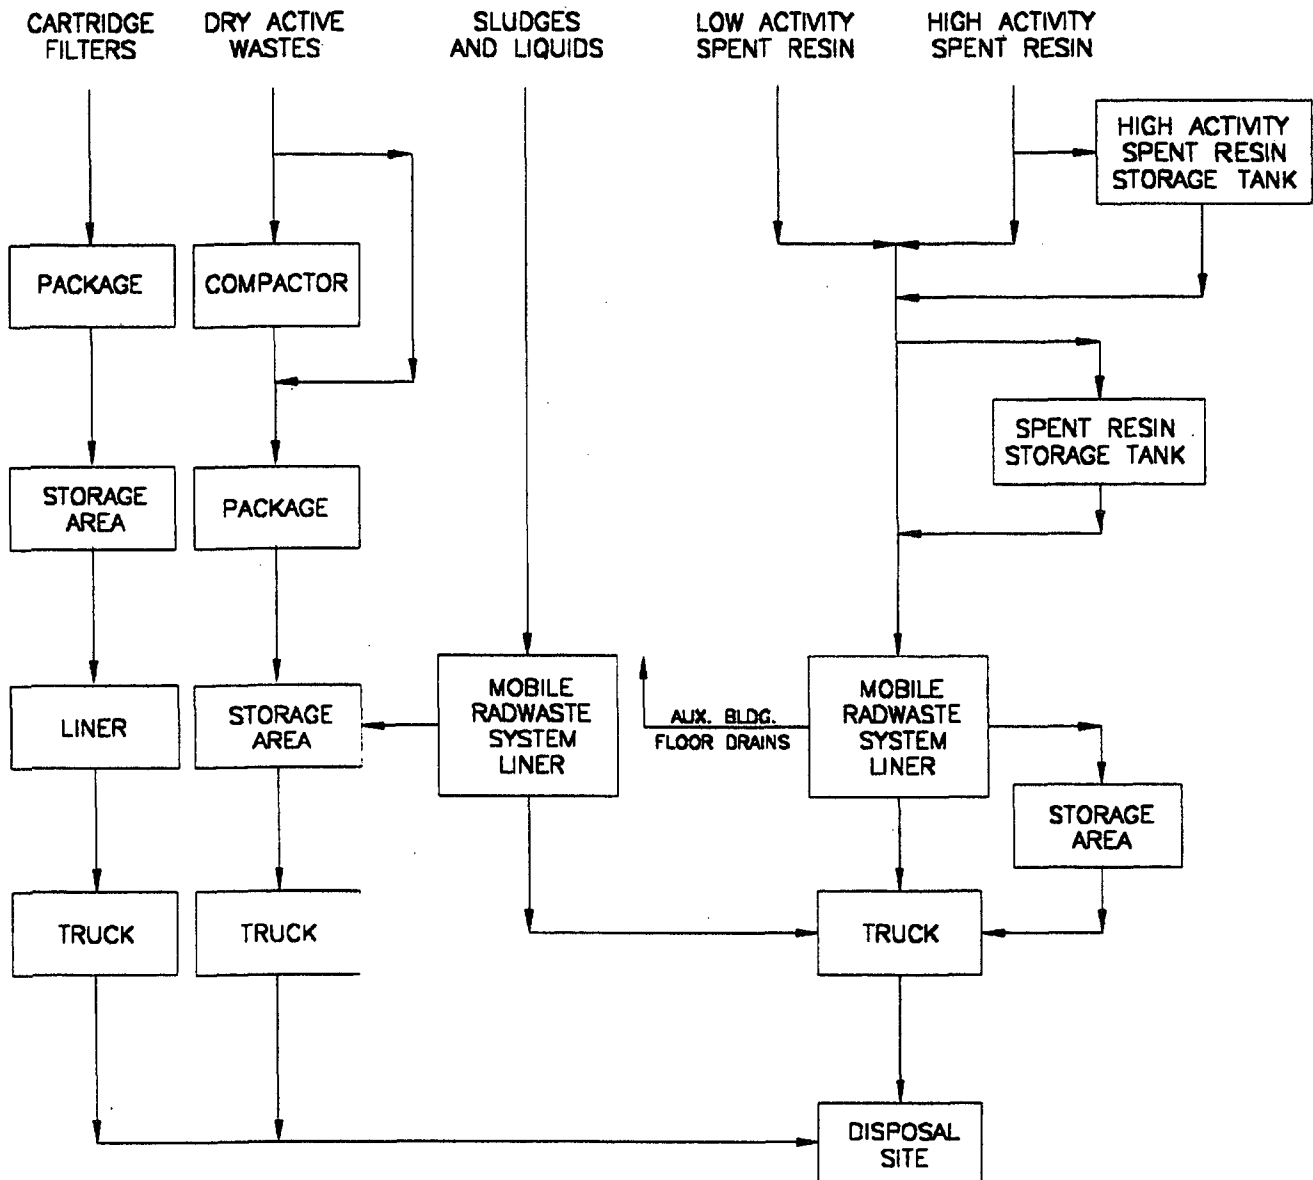 CARTRIDGE
FILTERS
DRY ACTIVE
WASTES
SLUDGES
AND LIQUIDS
LOW ACTIVITY
SPENT RESIN
HIGH ACTIVITY
SPENT RESIN
HIGH ACTIVITY
SPENT RESIN
STORAGE TANK
PACKAGE
COMPACTOR
SPENT RESIN
STORAGE TANK
STORAGE
AREA
PACKAGE
LINER
STORAGE
AREA
MOBILE
RADWASTE
SYSTEM
LINER
AUX. BLDG.
FLOOR DRAINS
MOBILE
RADWASTE
SYSTEM
LINER
STORAGE
AREA
TRUCK
TRUCK
TRUCK
DISPOSAL
SITE